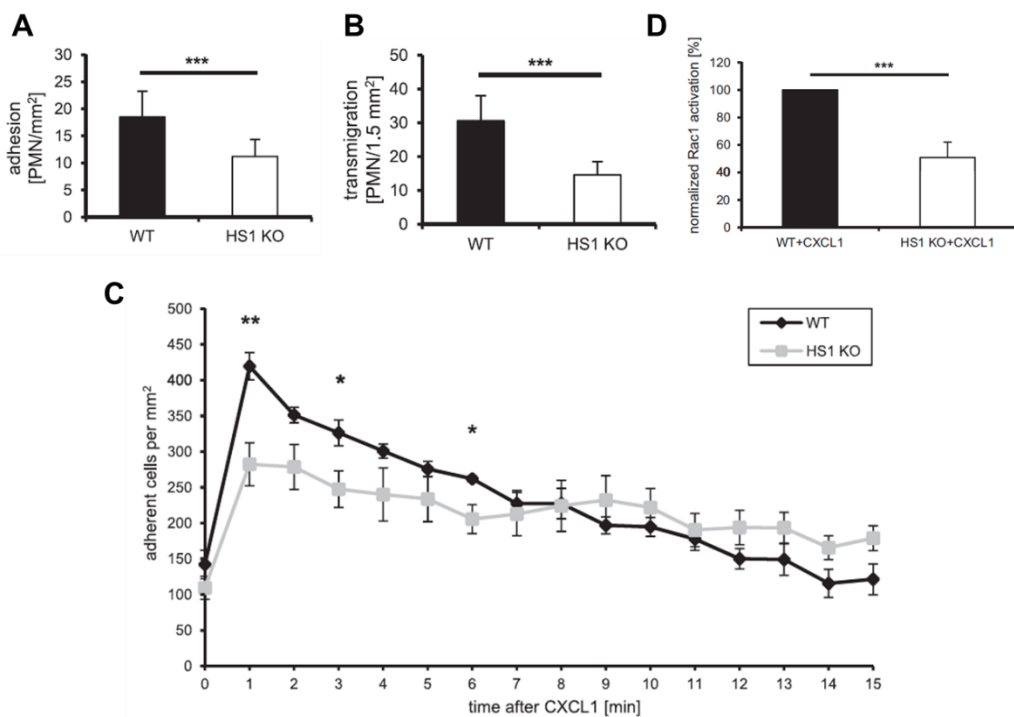 A
adhesion
[PMN/mm²]
30
25
20
15
10
5
0
***
WT
HS1 KO
B
transmigration
[PMN/1.5 mm²]
50
40
30
20
10
0
***
WT
HS1 KO
D
normalized Rac1 activation [%]
120
100
80
60
40
20
0
***
WT+CXCL1
HS1 KO+CXCL1
C
adherent cells per mm²
500
450
400
350
300
250
200
150
100
50
0
**
*
*
WT
HS1 KO
0 1 2 3 4 5 6 7 8 9 10 11 12 13 14 15
time after CXCL1 [min]